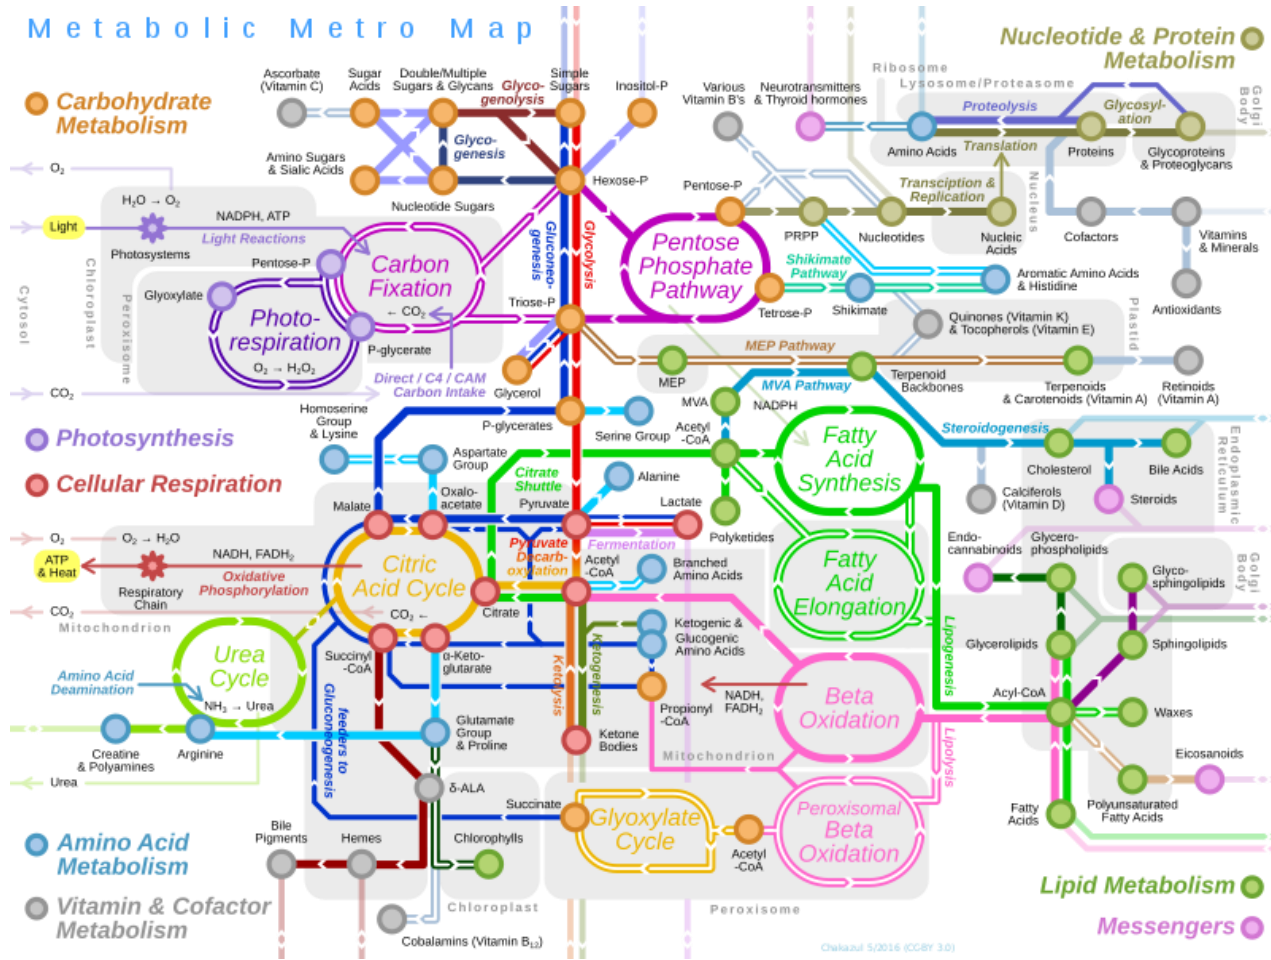 Metabolic Metro Map
Nucleotide & Protein
Metabolism
Carbohydrate
Metabolism
Ascorbate
(Vitamin C)
Sugar
Acids
Double/Multiple
Sugars & Glycans
Glyco-
genolysis
Simple
Sugars
Inositol-P
Various
Vitamin B's
Neurotransmitters
& Thyroid hormones
Ribosome
Lysosome/Proteasome
Proteolysis
Glycosyl-
ation
Golgi
Body
Glyco-
genesis
Amino Sugars
& Sialic Acids
Nucleotide Sugars
Hexose-P
Amino Acids
Translation
Proteins
Glycoproteins
& Proteoglycans
O₂
H₂O → O₂
Light
NADPH, ATP
Light Reactions
Photosystems
Pentose-P
Glyoxylate
Carbon
Fixation
← CO₂
Photo-
respiration
O₂ → H₂O₂
P-glycerate
Direct / C4 / CAM
Carbon Intake
CO₂
Cytosol
Chloroplast
Peroxisome
Gluconeo-
genesis
Glycolysis
Triose-P
Glycerol
Pentose
Phosphate
Pathway
Pentose-P
Tetrose-P
PRPP
Transciption &
Replication
Nucleotides
Nucleic
Acids
Nucleus
Cofactors
Vitamins
& Minerals
Antioxidants
Shikimate
Pathway
Shikimate
Aromatic Amino Acids
& Histidine
Quinones (Vitamin K)
& Tocopherols (Vitamin E)
Plastid
MEP Pathway
MEP
MVA Pathway
Terpenoid
Backbones
Terpenoids
& Carotenoids (Vitamin A)
Retinoids
(Vitamin A)
MVA
NADPH
Acetyl
-CoA
Polyketides
Photosynthesis
Cellular Respiration
Homoserine
Group
& Lysine
P-glycerates
Serine Group
Aspartate
Group
Citrate
Shuttle
Alanine
Malate
Oxalo-
acetate
Pyruvate
Lactate
Pyruvate
Decarb-
oxylation
Fermentation
Acetyl
-CoA
Branched
Amino Acids
Fatty
Acid
Synthesis
Fatty
Acid
Elongation
Steroidogenesis
Cholesterol
Bile Acids
Calciferols
(Vitamin D)
Steroids
Endoplasmic
Reticulum
Endo-
cannabinoids
Glycero-
phospholipids
Glyco-
sphingolipids
Golgi
Body
Glycerolipids
Sphingolipids
Lipogenesis
Acyl-CoA
Waxes
Eicosanoids
Lipolysis
Fatty
Acids
Polyunsaturated
Fatty Acids
O₂
O₂ → H₂O
ATP
& Heat
NADH, FADH₂
Oxidative
Phosphorylation
Respiratory
Chain
CO₂
Mitochondrion
Citric
Acid Cycle
CO₂ ←
Citrate
Succinyl
-CoA
α-Keto-
glutarate
Ketogenic &
Glucogenic
Amino Acids
Ketolysis
Ketogenesis
Propionyl
-CoA
NADH,
FADH₂
Beta
Oxidation
Ketone
Bodies
Mitochondrion
Urea
Cycle
Amino Acid
Deamination
NH₃ → Urea
Creatine
& Polyamines
Arginine
Urea
feeders to
Gluconeogenesis
Glutamate
Group
& Proline
δ-ALA
Succinate
Glyoxylate
Cycle
Acetyl
-CoA
Peroxisomal
Beta
Oxidation
Peroxisome
Bile
Pigments
Hemes
Chlorophylls
Chloroplast
Cobalamins (Vitamin B₁₂)
Amino Acid
Metabolism
Vitamin & Cofactor
Metabolism
Lipid Metabolism
Messengers
Chakazul 5/2016 (CCBY 3.0)